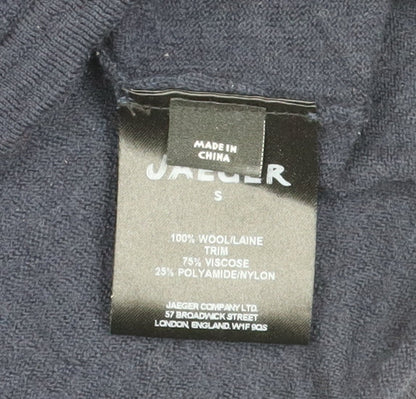 MADE IN
CHINA
JAEGER
S
100% WOOL/LAINE
TRIM
75% VISCOSE
25% POLYAMIDE/NYLON
JAEGER COMPANY LTD.
57 BROADWICK STREET
LONDON, ENGLAND. W1F 9QS